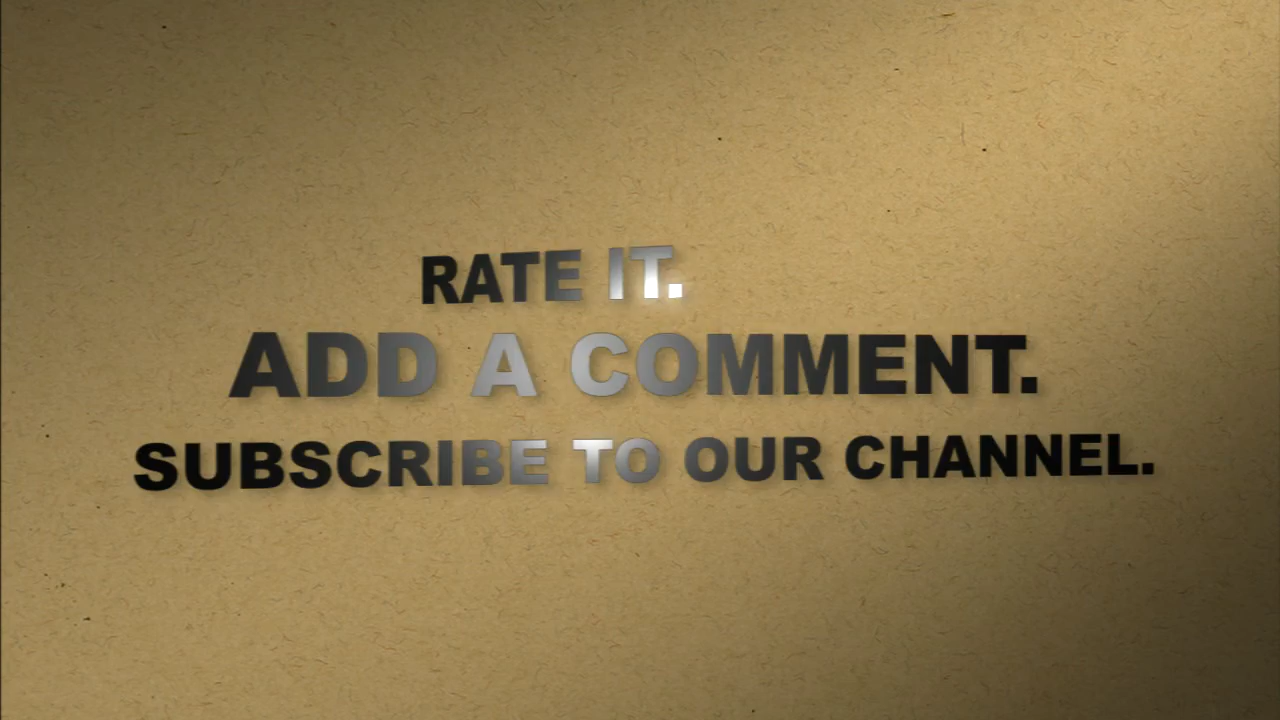 RATE IT.
ADD A COMMENT.
SUBSCRIBE TO OUR CHANNEL.